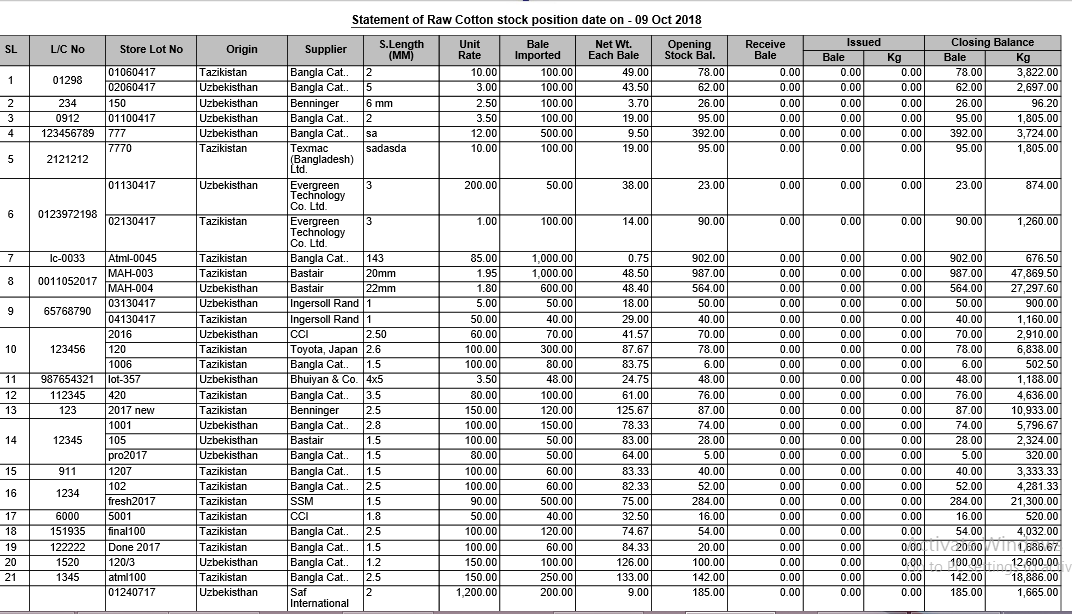 Statement of Raw Cotton stock position date on - 09 Oct 2018
SL L/C No Store Lot No Origin Supplier S.Length (MM) Unit Rate Bale Imported Net Wt. Each Bale Opening Stock Bal. Receive Bale Issued Closing Balance
Bale Kg Bale Kg
1 01298 01060417 Tazikistan Bangla Cat.. 2 10.00 100.00 49.00 78.00 0.00 0.00 0.00 78.00 3,822.00
02060417 Uzbekisthan Bangla Cat.. 5 3.00 100.00 43.50 62.00 0.00 0.00 0.00 62.00 2,697.00
2 234 150 Uzbekisthan Benninger 6 mm 2.50 100.00 3.70 26.00 0.00 0.00 0.00 26.00 96.20
3 0912 01100417 Uzbekisthan Bangla Cat.. 2 3.50 100.00 19.00 95.00 0.00 0.00 0.00 95.00 1,805.00
4 123456789 777 Uzbekisthan Bangla Cat.. sa 12.00 500.00 9.50 392.00 0.00 0.00 0.00 392.00 3,724.00
5 2121212 7770 Tazikistan Texmac sadasda 10.00 100.00 19.00 95.00 0.00 0.00 0.00 95.00 1,805.00
(Bangladesh)
Ltd.
6 0123972198 01130417 Uzbekisthan Evergreen 3 200.00 50.00 38.00 23.00 0.00 0.00 0.00 23.00 874.00
Technology
Co. Ltd.
02130417 Tazikistan Evergreen 3 1.00 100.00 14.00 90.00 0.00 0.00 0.00 90.00 1,260.00
Technology
Co. Ltd.
7 lc-0033 Atml-0045 Tazikistan Bangla Cat.. 143 85.00 1,000.00 0.75 902.00 0.00 0.00 0.00 902.00 676.50
8 0011052017 MAH-003 Tazikistan Bastair 20mm 1.95 1,000.00 48.50 987.00 0.00 0.00 0.00 987.00 47,869.50
MAH-004 Uzbekisthan Bastair 22mm 1.80 600.00 48.40 564.00 0.00 0.00 0.00 564.00 27,297.60
9 65768790 03130417 Uzbekisthan Ingersoll Rand 1 5.00 50.00 18.00 50.00 0.00 0.00 0.00 50.00 900.00
04130417 Tazikistan Ingersoll Rand 1 50.00 40.00 29.00 40.00 0.00 0.00 0.00 40.00 1,160.00
10 123456 2016 Uzbekisthan CCI 2.50 60.00 70.00 41.57 70.00 0.00 0.00 0.00 70.00 2,910.00
120 Tazikistan Toyota, Japan 2.6 100.00 300.00 87.67 78.00 0.00 0.00 0.00 78.00 6,838.00
1006 Tazikistan Bangla Cat.. 1.5 100.00 80.00 83.75 6.00 0.00 0.00 0.00 6.00 502.50
11 987654321 lot-357 Uzbekisthan Bhuiyan & Co. 4x5 3.50 48.00 24.75 48.00 0.00 0.00 0.00 48.00 1,188.00
12 112345 420 Tazikistan Bangla Cat.. 3.5 80.00 100.00 61.00 76.00 0.00 0.00 0.00 76.00 4,636.00
13 123 2017 new Tazikistan Benninger 2.5 150.00 120.00 125.67 87.00 0.00 0.00 0.00 87.00 10,933.00
14 12345 1001 Uzbekisthan Bangla Cat.. 2.8 100.00 150.00 78.33 74.00 0.00 0.00 0.00 74.00 5,796.67
105 Uzbekisthan Bastair 1.5 100.00 50.00 83.00 28.00 0.00 0.00 0.00 28.00 2,324.00
pro2017 Uzbekisthan Bangla Cat.. 1.5 80.00 50.00 64.00 5.00 0.00 0.00 0.00 5.00 320.00
15 911 1207 Tazikistan Bangla Cat.. 1.5 100.00 60.00 83.33 40.00 0.00 0.00 0.00 40.00 3,333.33
16 1234 102 Tazikistan Bangla Cat.. 2.5 100.00 60.00 82.33 52.00 0.00 0.00 0.00 52.00 4,281.33
fresh2017 Tazikistan SSM 1.5 90.00 500.00 75.00 284.00 0.00 0.00 0.00 284.00 21,300.00
17 6000 5001 Tazikistan CCI 1.8 50.00 40.00 32.50 16.00 0.00 0.00 0.00 16.00 520.00
18 151935 final100 Tazikistan Bangla Cat.. 2.5 100.00 120.00 74.67 54.00 0.00 0.00 0.00 54.00 4,032.00
19 122222 Done 2017 Tazikistan Bangla Cat.. 1.5 100.00 60.00 84.33 20.00 0.00 0.00 0.00 20.00 1,686.67
20 1520 120/3 Uzbekisthan Bangla Cat.. 1.2 150.00 100.00 126.00 100.00 0.00 0.00 0.00 100.00 12,600.00
21 1345 atml100 Tazikistan Bangla Cat.. 2.5 150.00 250.00 133.00 142.00 0.00 0.00 0.00 142.00 18,886.00
01240717 Uzbekisthan Saf 2 1,200.00 200.00 9.00 185.00 0.00 0.00 0.00 185.00 1,665.00
International